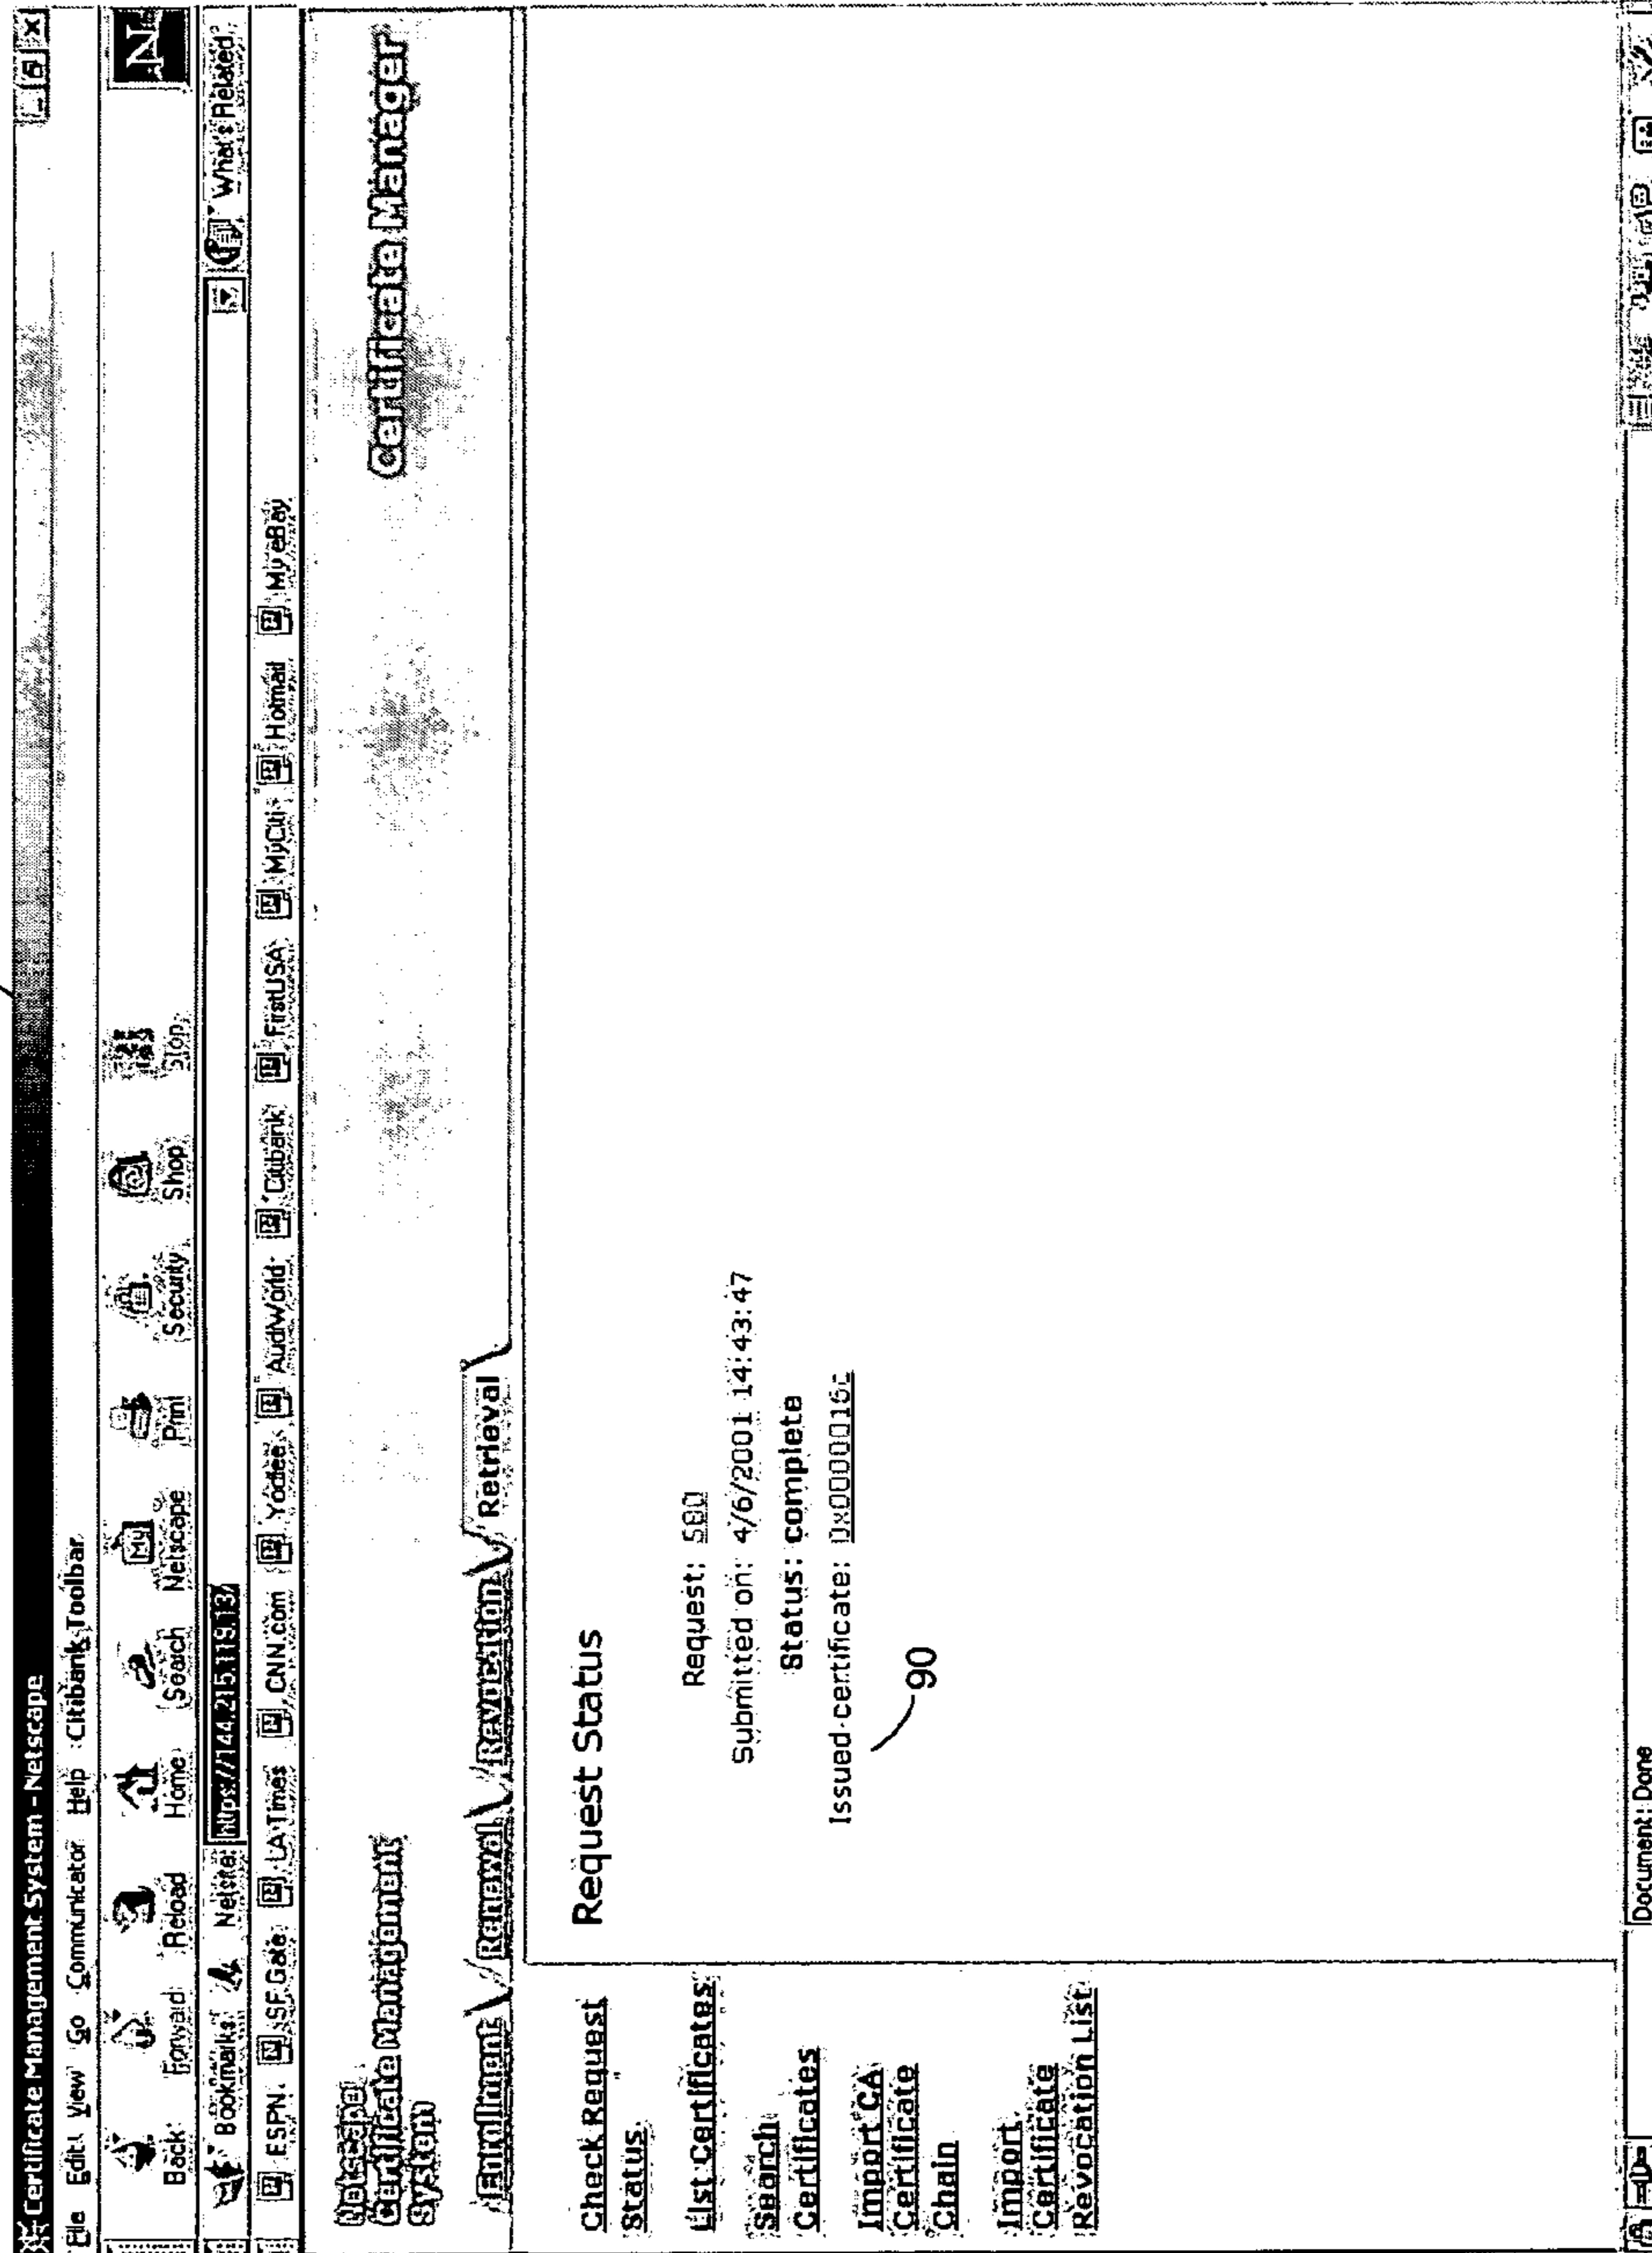 Certificate Management System - Netscape
File Edit View Go Communicator Help Citibank Toolbar
Back Forward Reload Home Search Netscape Print Security Shop Stop
Bookmarks Netsite: https://144.215.119.13/ What's Related
ESPN SF Gate LA Times CNN.com Yodlee AudiWorld Citibank FirstUSA MyCiti Hotmail My eBay
Netscape
Certificate Management
System
Certificate Manager
Enrollment Renewal Revocation Retrieval
Check Request
Status
List Certificates
Search
Certificates
Import CA
Certificate
Chain
Import
Certificate
Revocation List
Request Status
Request: 580
Submitted on: 4/6/2001 14:43:47
Status: complete
Issued certificate:
90
Document: Done